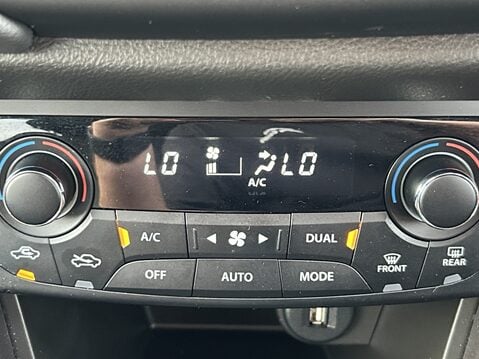 LO LO
A/C
A/C DUAL
FRONT REAR
OFF AUTO MODE